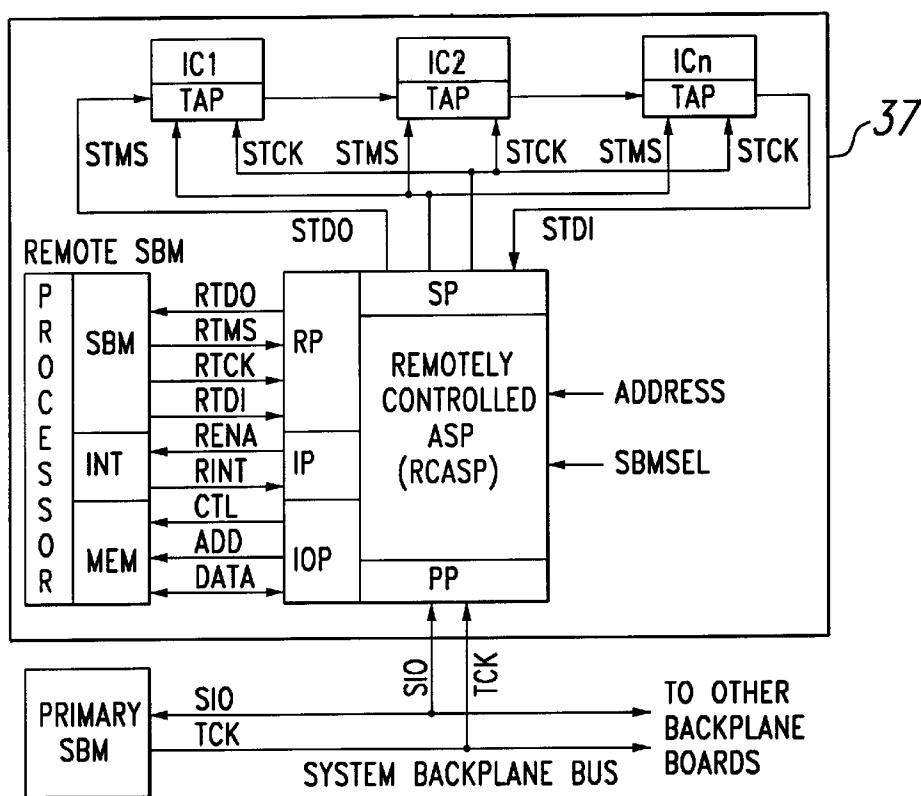 IC1
TAP
IC2
TAP
ICn
TAP
37
STMS
STCK
STMS
STCK
STMS
STCK
STDO
STDI
REMOTE SBM
PROCESSOR
SBM
INT
MEM
RTDO
RTMS
RTCK
RTDI
RENA
RINT
CTL
ADD
DATA
RP
IP
IOP
SP
REMOTELY
CONTROLLED
ASP
(RCASP)
PP
ADDRESS
SBMSEL
SIO
TCK
PRIMARY
SBM
SIO
TCK
SYSTEM BACKPLANE BUS
TO OTHER
BACKPLANE
BOARDS